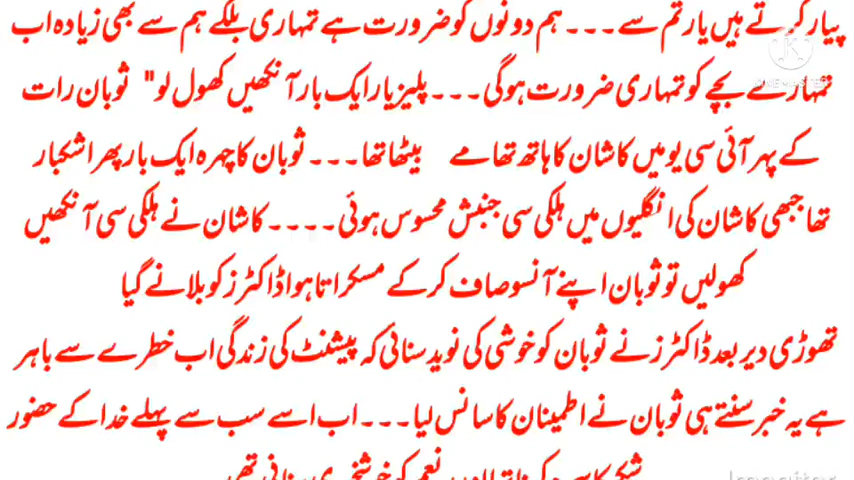 پیار کرتے ہیں یار تم سے ۔۔۔ ہم دونوں کو ضرورت ہے تمہاری بلکے ہم سے بھی زیادہ اب
تمہارے بچے کو تمہاری ضرورت ہوگی ۔۔۔ پلیز یار ایک بار آنکھیں کھول لو" ثوبان رات
کے پہر آئی سی یو میں کاشان کا ہاتھ تھامے بیٹھا تھا ۔۔۔ ثوبان کا چہرہ ایک بار پھر اشکبار
تھا جبھی کاشان کی انگلیوں میں ہلکی سی جنبش محسوس ہوئی ۔۔۔۔ کاشان نے ہلکی سی آنکھیں
کھولیں تو ثوبان اپنے آنسو صاف کر کے مسکراتا ہوا ڈاکٹرز کو بلانے گیا
تھوڑی دیر بعد ڈاکٹرز نے ثوبان کو خوشی کی نوید سنائی کہ پیشنٹ کی زندگی اب خطرے سے باہر
ہے یہ خبر سنتے ہی ثوبان نے اطمینان کا سانس لیا ۔۔۔ اب اسے سب سے پہلے خدا کے حضور